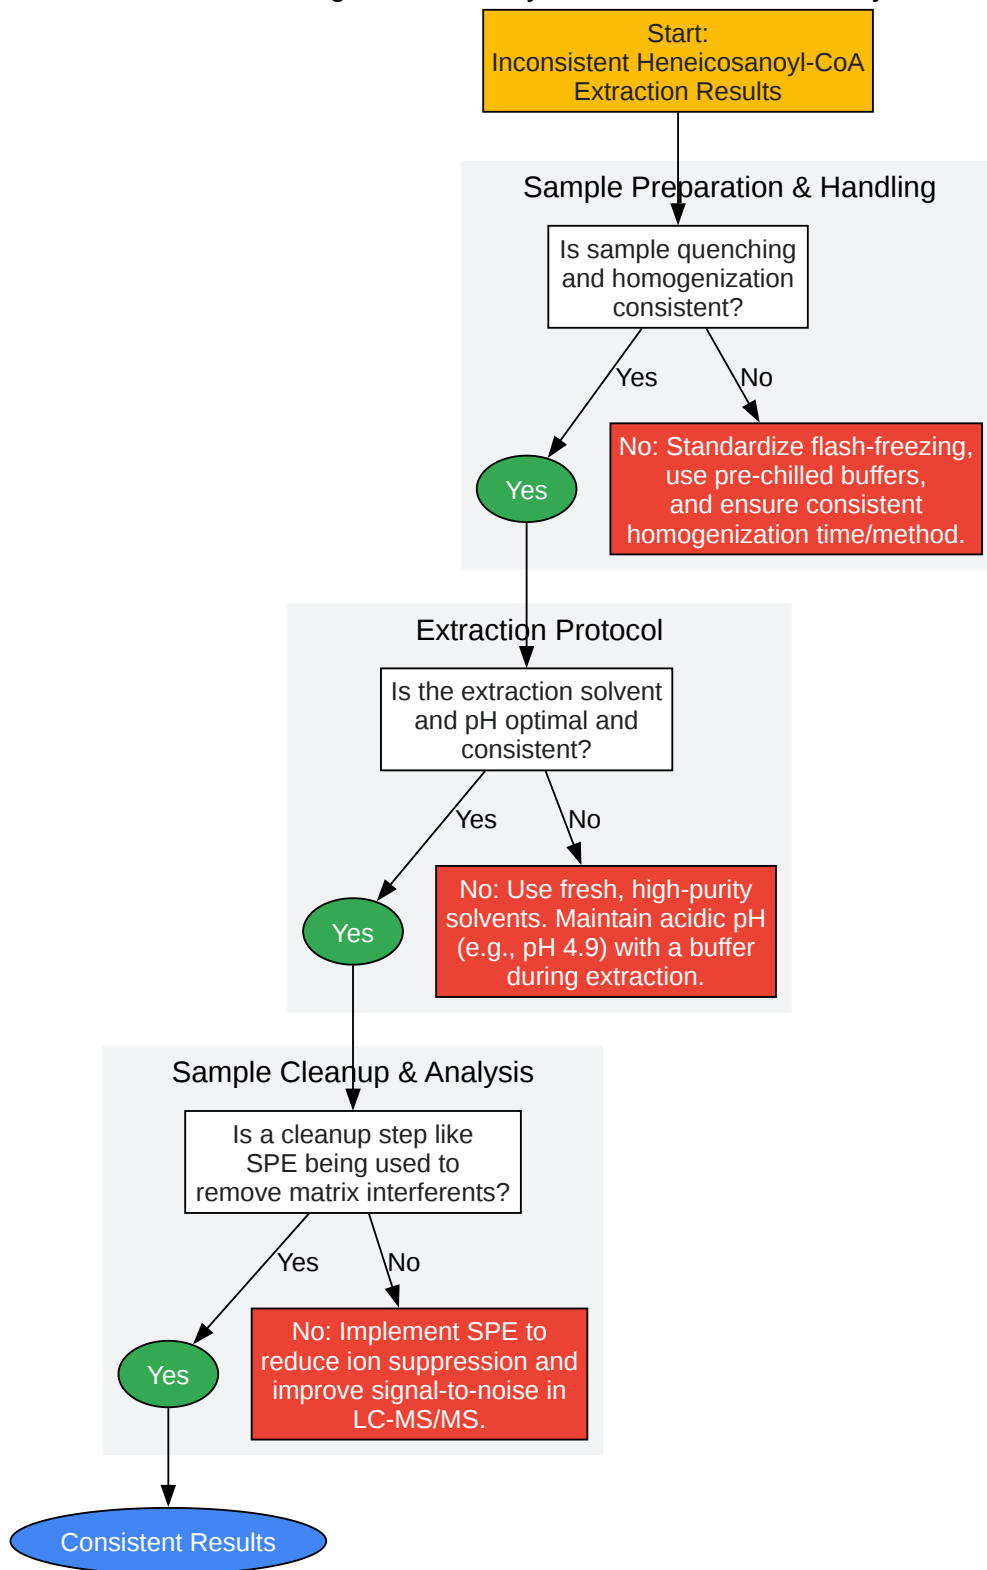 Start:
Inconsistent Heneicosanoyl-CoA
Extraction Results
Sample Preparation & Handling
Is sample quenching
and homogenization
consistent?
Yes
No
No: Standardize flash-freezing,
use pre-chilled buffers,
and ensure consistent
homogenization time/method.
Yes
Extraction Protocol
Is the extraction solvent
and pH optimal and
consistent?
Yes
No
No: Use fresh, high-purity
solvents. Maintain acidic pH
(e.g., pH 4.9) with a buffer
during extraction.
Yes
Sample Cleanup & Analysis
Is a cleanup step like
SPE being used to
remove matrix interferents?
Yes
No
No: Implement SPE to
reduce ion suppression and
improve signal-to-noise in
LC-MS/MS.
Yes
Consistent Results